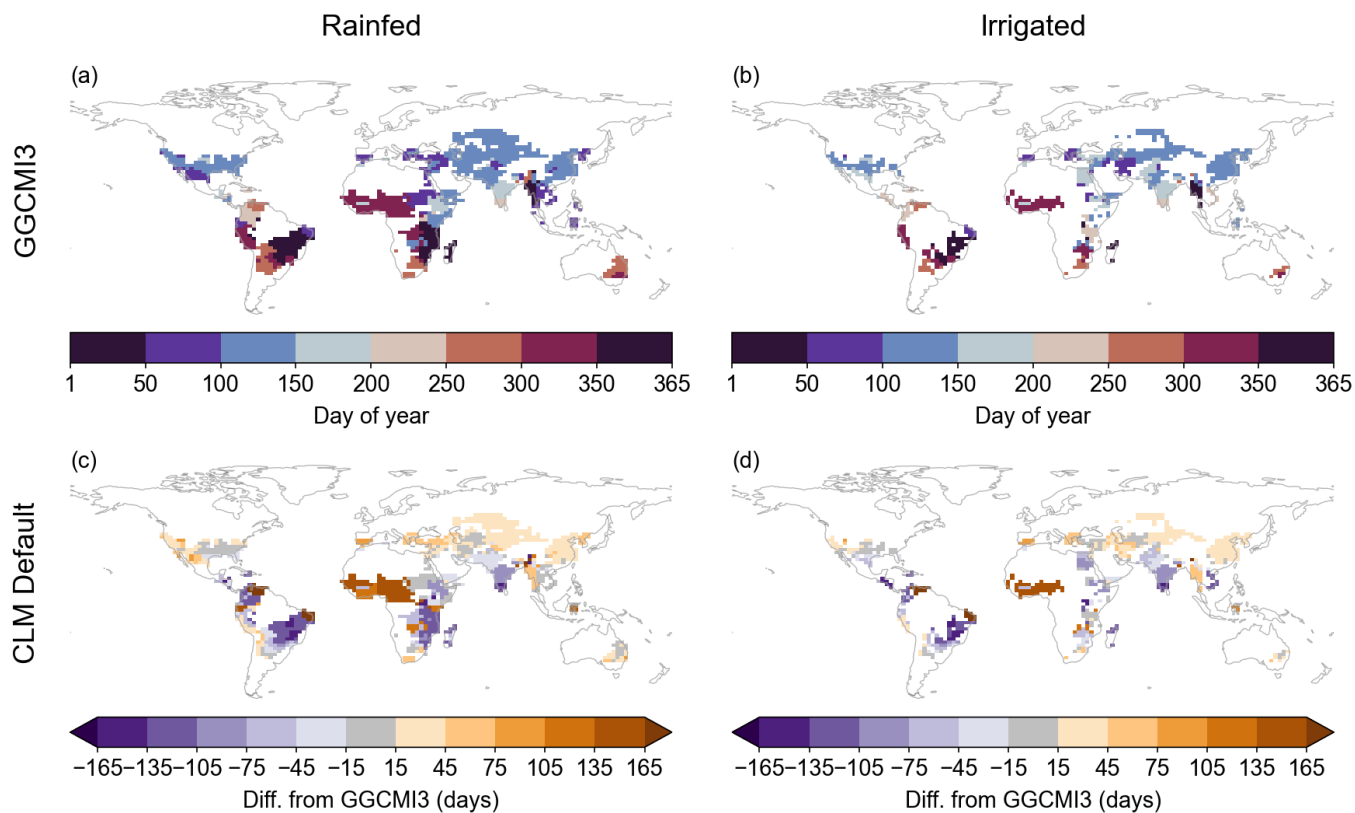 Rainfed
Irrigated
(a)
(b)
GGCMI3
1 50 100 150 200 250 300 350 365
1 50 100 150 200 250 300 350 365
Day of year
Day of year
(c)
(d)
CLM Default
−165 −135 −105 −75 −45 −15 15 45 75 105 135 165
−165 −135 −105 −75 −45 −15 15 45 75 105 135 165
Diff. from GGCMI3 (days)
Diff. from GGCMI3 (days)